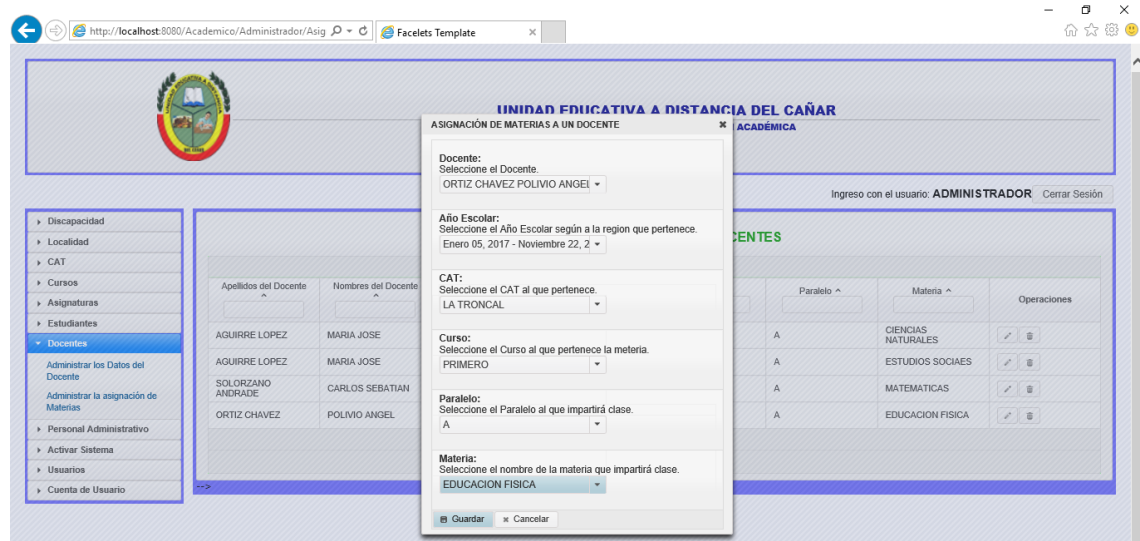 http://localhost:8080/Academico/Administrador/Asig
Facelets Template
UNIDAD EDUCATIVA A DISTANCIA DEL CAÑAR
ACADÉMICA
Ingreso con el usuario: ADMINISTRADOR Cerrar Sesión
Discapacidad
Localidad
CAT
Cursos
Asignaturas
Estudiantes
Docentes
Administrar los Datos del
Docente
Administrar la asignación de
Materias
Personal Administrativo
Activar Sistema
Usuarios
Cuenta de Usuario
-->
CENTES
Apellidos del Docente Nombres del Docente Paralelo Materia Operaciones
AGUIRRE LOPEZ MARIA JOSE A CIENCIAS
NATURALES
AGUIRRE LOPEZ MARIA JOSE A ESTUDIOS SOCIAES
SOLORZANO
ANDRADE CARLOS SEBATIAN A MATEMATICAS
ORTIZ CHAVEZ POLIVIO ANGEL A EDUCACION FISICA
ASIGNACIÓN DE MATERIAS A UN DOCENTE
Docente:
Seleccione el Docente.
ORTIZ CHAVEZ POLIVIO ANGEL
Año Escolar:
Seleccione el Año Escolar según a la region que pertenece.
Enero 05, 2017 - Noviembre 22, 2
CAT:
Seleccione el CAT al que pertenece.
LA TRONCAL
Curso:
Seleccione el Curso al que pertenece la meteria.
PRIMERO
Paralelo:
Seleccione el Paralelo al que impartirá clase.
A
Materia:
Seleccione el nombre de la materia que impartirá clase.
EDUCACION FISICA
Guardar Cancelar